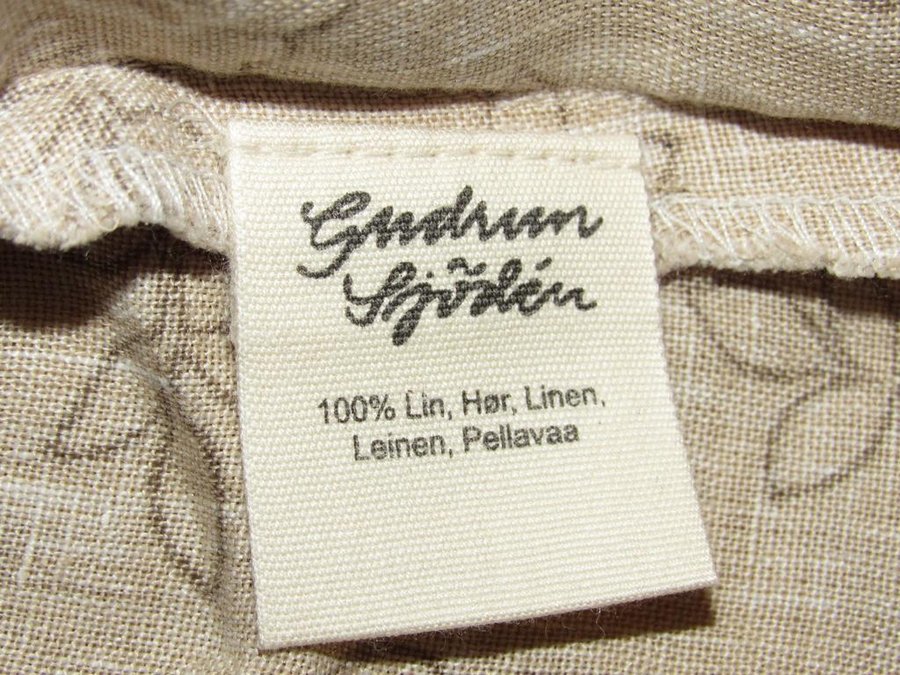 Gudrun
Sjödén
100% Lin, Hør, Linen,
Leinen, Pellavaa